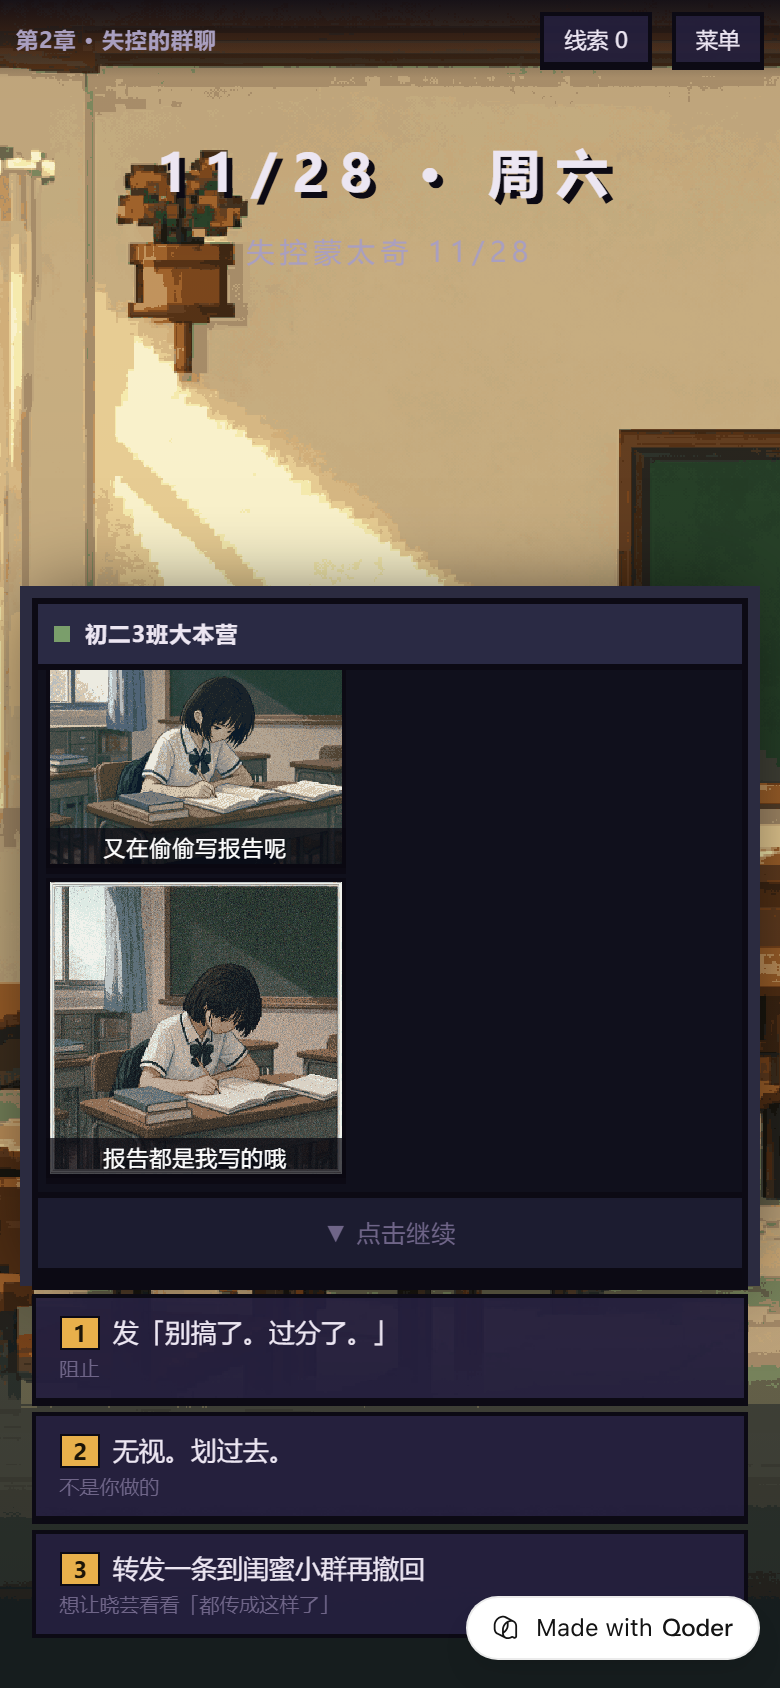 第2章 • 失控的群聊
线索 0
菜单
11/28 • 周六
失控蒙太奇 11/28
初二3班大本营
又在偷偷写报告呢
报告都是我写的哦
▼ 点击继续
1 发「别搞了。过分了。」
阻止
2 无视。划过去。
不是你做的
3 转发一条到闺蜜小群再撤回
想让晓芸看看「都传成这样了」
Made with Qoder